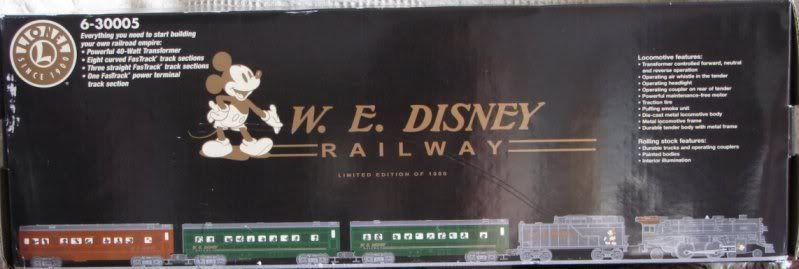 LIONEL
L
SINCE 1900
6-30005
Everything you need to start building
your own railroad empire:
• Powerful 40-Watt Transformer
• Eight curved FasTrack® track sections
• Three straight FasTrack® track sections
• One FasTrack® power terminal
track section
W. E. DISNEY
RAILWAY
LIMITED EDITION OF 1000
Locomotive features:
• Transformer controlled forward, neutral
and reverse operation
• Operating air whistle in the tender
• Operating headlight
• Operating coupler on rear of tender
• Powerful maintenance-free motor
• Traction tire
• Puffing smoke unit
• Die-cast metal locomotive body
• Metal locomotive frame
• Durable tender body with metal frame
Rolling stock features:
• Durable trucks and operating couplers
• Painted bodies
• Interior illumination
W. E. DISNEY
W. E. DISNEY